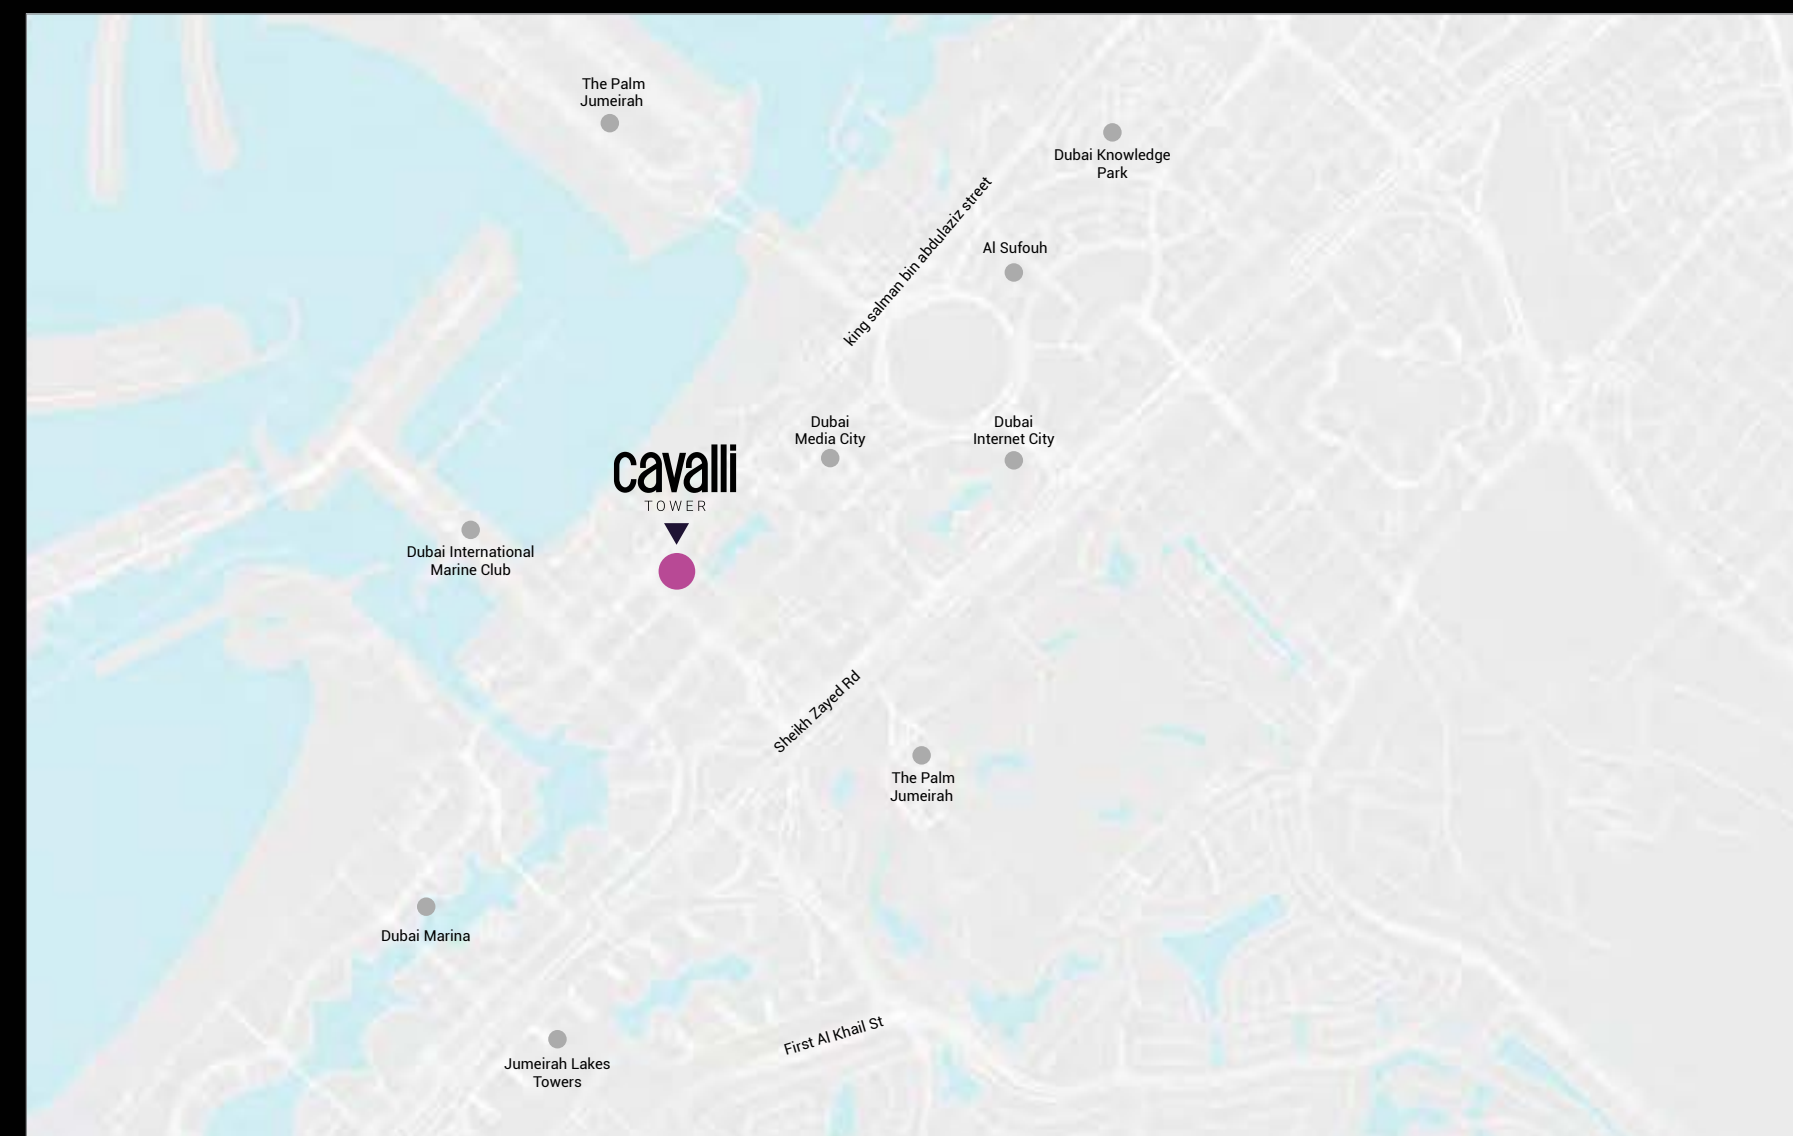 The Palm
Jumeirah
Dubai Knowledge
Park
king salman bin abdulaziz street
Al Sufouh
Dubai
Media City
Dubai
Internet City
cavalli
TOWER
Dubai International
Marine Club
Sheikh Zayed Rd
The Palm
Jumeirah
Dubai Marina
First Al Khail St
Jumeirah Lakes
Towers